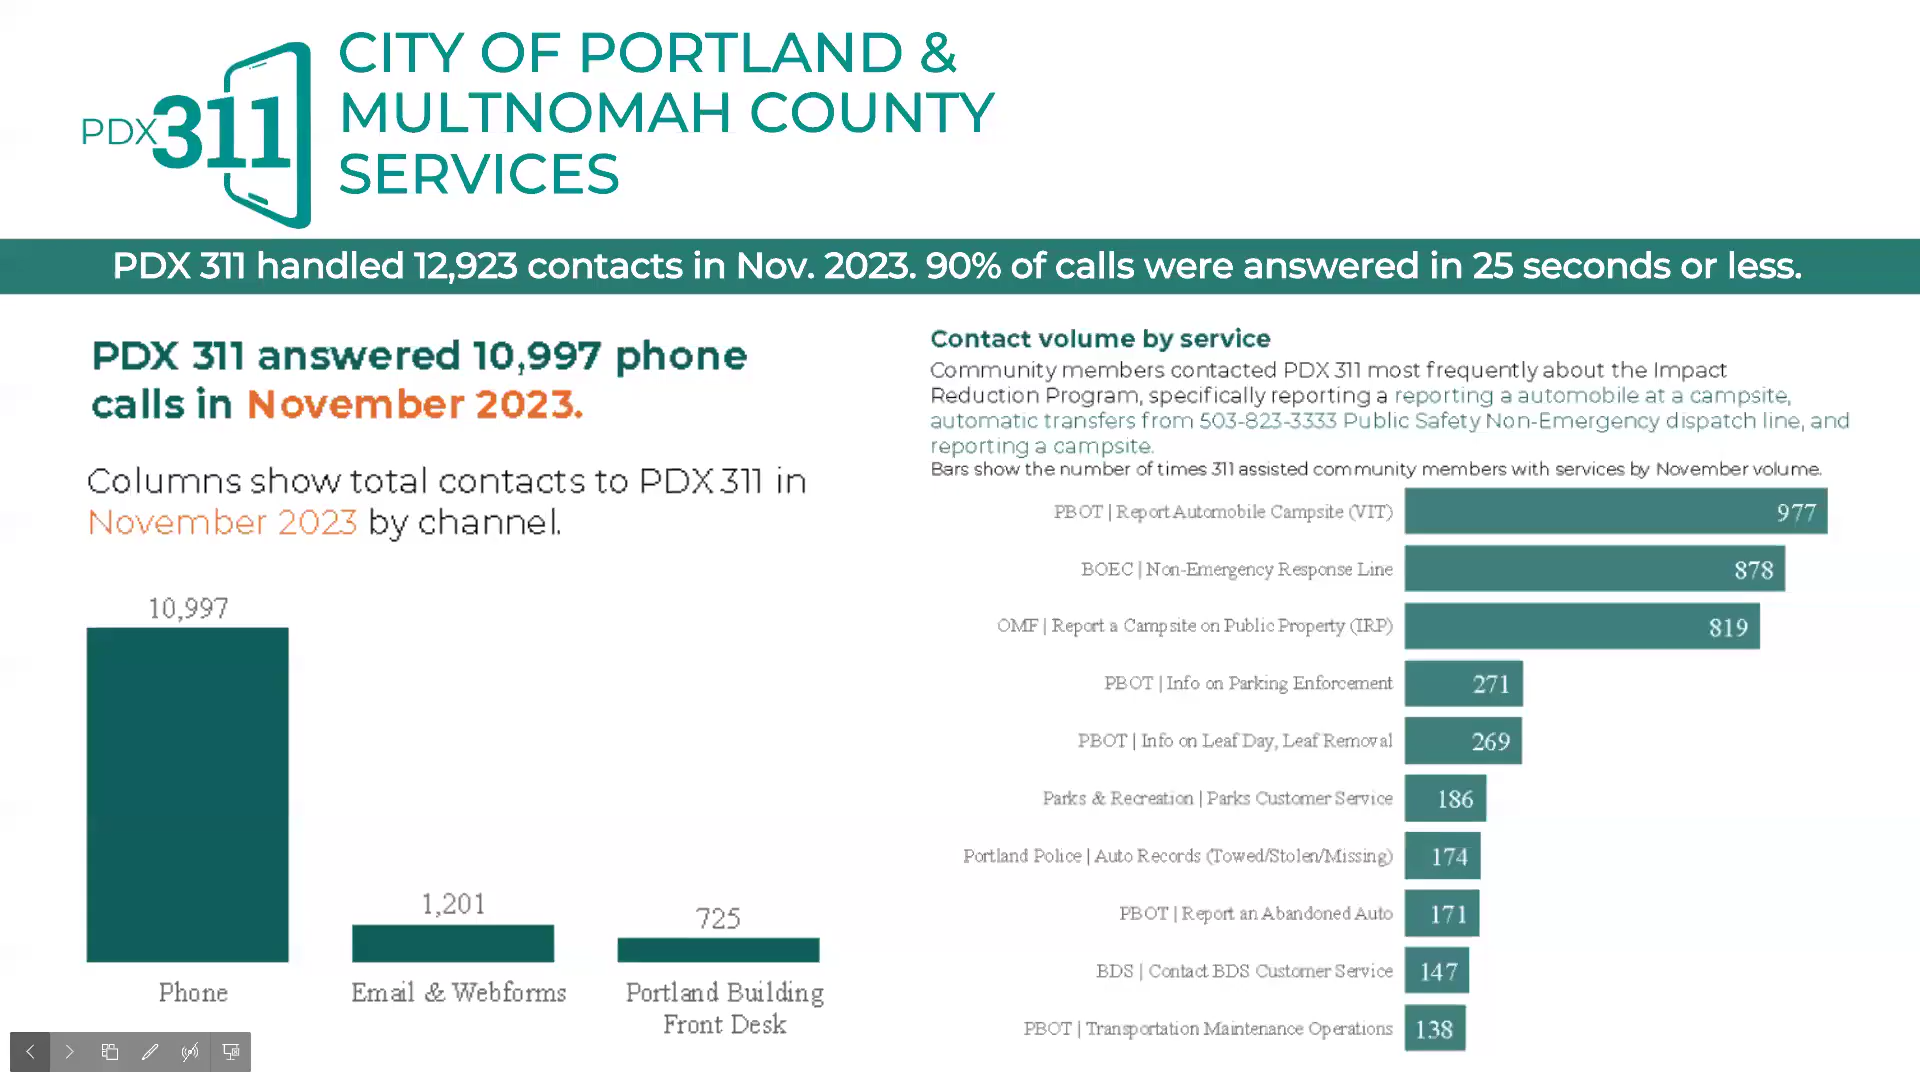 PDX 311
CITY OF PORTLAND &
MULTNOMAH COUNTY
SERVICES
PDX 311 handled 12,923 contacts in Nov. 2023. 90% of calls were answered in 25 seconds or less.
PDX 311 answered 10,997 phone
calls in November 2023.
Columns show total contacts to PDX 311 in
November 2023 by channel.
10,997
1,201
725
Phone
Email & Webforms
Portland Building
Front Desk
Contact volume by service
Community members contacted PDX 311 most frequently about the Impact
Reduction Program, specifically reporting a reporting a automobile at a campsite,
automatic transfers from 503-823-3333 Public Safety Non-Emergency dispatch line, and
reporting a campsite.
Bars show the number of times 311 assisted community members with services by November volume.
PBOT | Report Automobile Campsite (VIT) 977
BOEC | Non-Emergency Response Line 878
OMF | Report a Campsite on Public Property (IRP) 819
PBOT | Info on Parking Enforcement 271
PBOT | Info on Leaf Day, Leaf Removal 269
Parks & Recreation | Parks Customer Service 186
Portland Police | Auto Records (Towed/Stolen/Missing) 174
PBOT | Report an Abandoned Auto 171
BDS | Contact BDS Customer Service 147
PBOT | Transportation Maintenance Operations 138